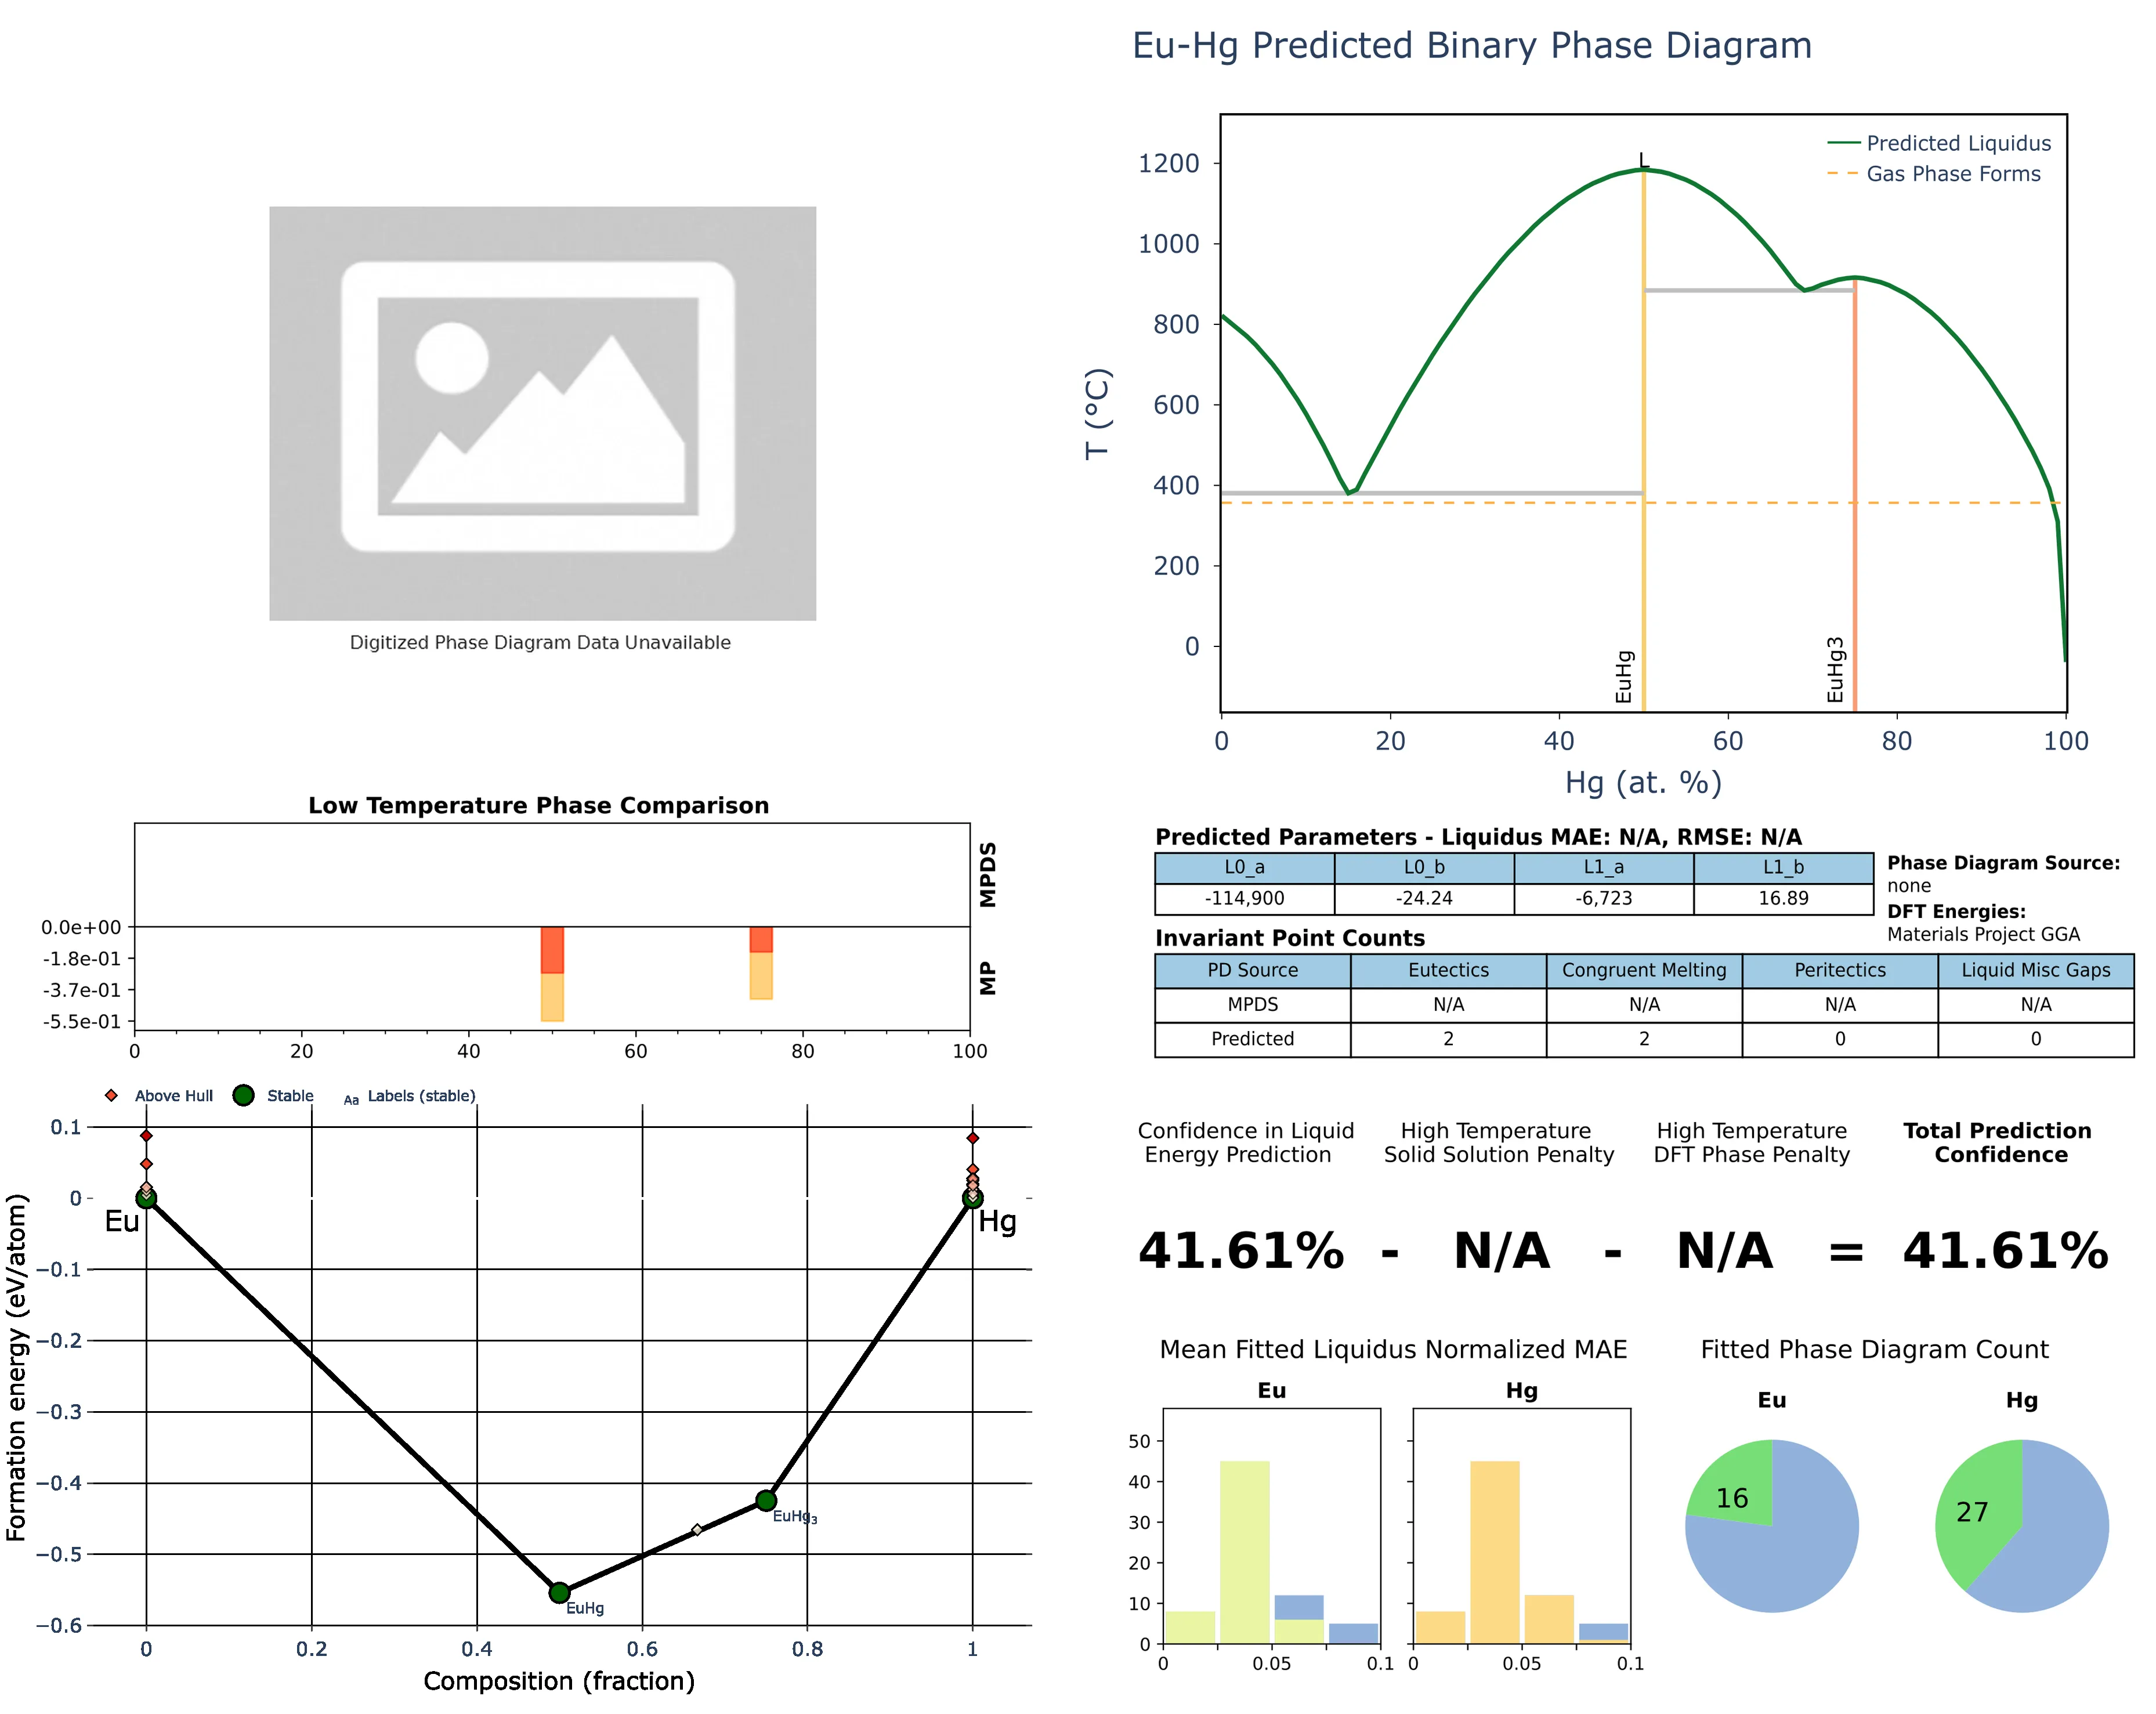 Eu-Hg Predicted Binary Phase Diagram
Digitized Phase Diagram Data Unavailable
T (°C)
1200
1000
800
600
400
200
0
L
Predicted Liquidus
Gas Phase Forms
EuHg
EuHg3
0 20 40 60 80 100
Hg (at. %)
Low Temperature Phase Comparison
MPDS
MP
0.0e+00
-1.8e-01
-3.7e-01
-5.5e-01
0 20 40 60 80 100
Predicted Parameters - Liquidus MAE: N/A, RMSE: N/A
L0_a L0_b L1_a L1_b
-114,900 -24.24 -6,723 16.89
Phase Diagram Source:
none
DFT Energies:
Materials Project GGA
Invariant Point Counts
PD Source Eutectics Congruent Melting Peritectics Liquid Misc Gaps
MPDS N/A N/A N/A N/A
Predicted 2 2 0 0
Above Hull Stable Aa Labels (stable)
Formation energy (eV/atom)
0.1
0
−0.1
−0.2
−0.3
−0.4
−0.5
−0.6
Eu
Hg
EuHg₃
EuHg
0 0.2 0.4 0.6 0.8 1
Composition (fraction)
Confidence in Liquid
Energy Prediction
High Temperature
Solid Solution Penalty
High Temperature
DFT Phase Penalty
Total Prediction
Confidence
41.61% - N/A - N/A = 41.61%
Mean Fitted Liquidus Normalized MAE
Eu
Hg
50
40
30
20
10
0
0 0.05 0.1
0 0.05 0.1
Fitted Phase Diagram Count
Eu
Hg
16
27